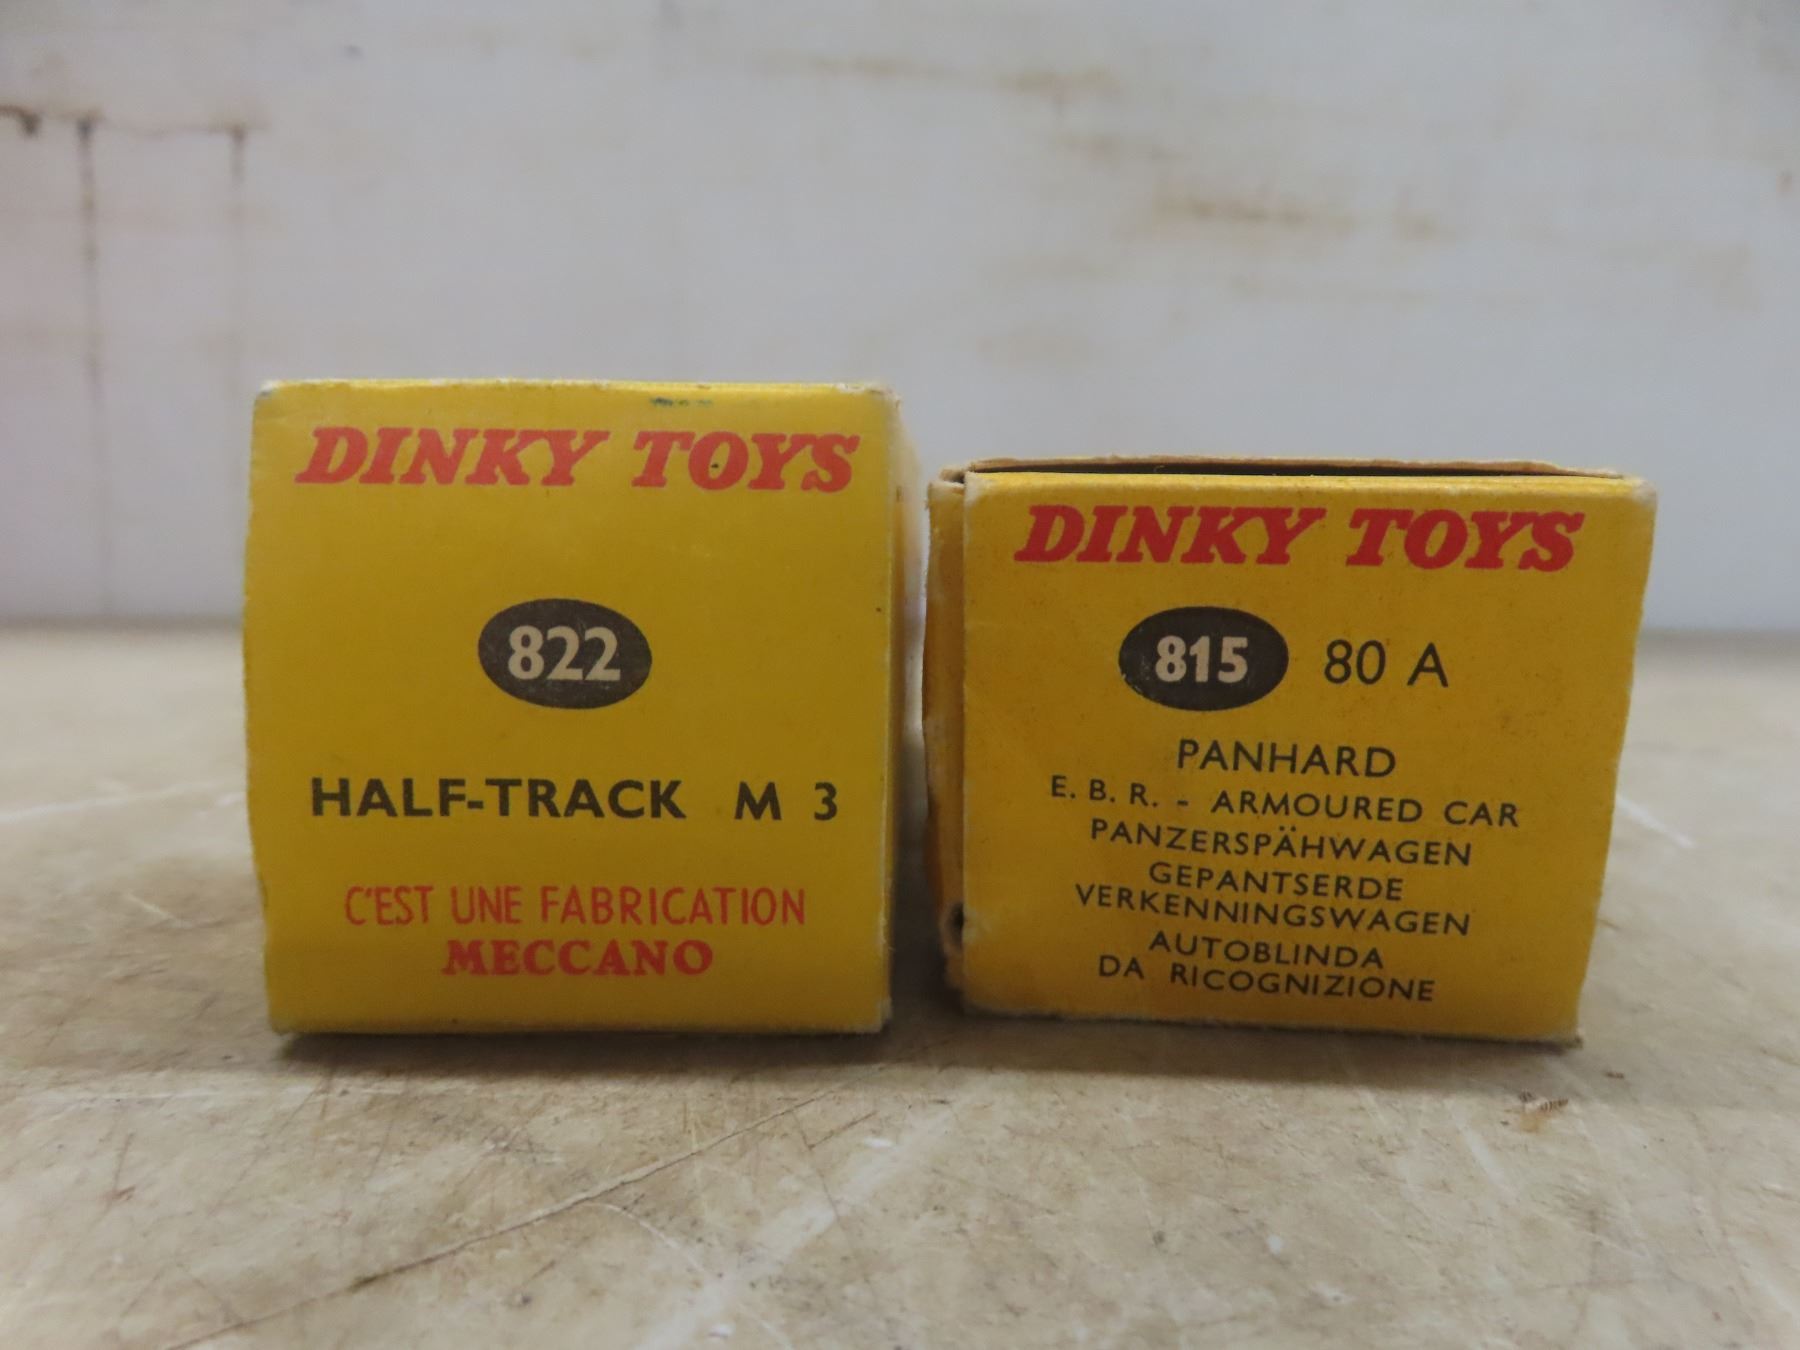 DINKY TOYS
822
HALF-TRACK M 3
C'EST UNE FABRICATION
MECCANO
DINKY TOYS
815 80 A
PANHARD
E. B. R. - ARMOURED CAR
PANZERSPÄHWAGEN
GEPANTSERDE
VERKENNINGSWAGEN
AUTOBLINDA
DA RICOGNIZIONE